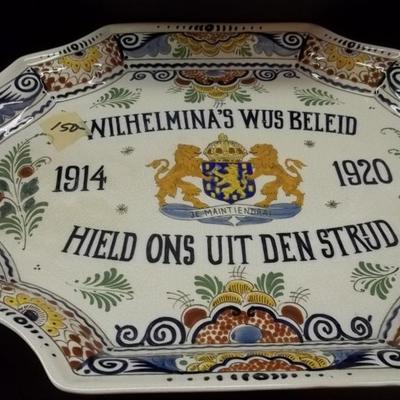 150-
WILHELMINA'S WIJS BELEID
1914 1920
JE MAINTIENDRAI
HIELD ONS UIT DEN STRIJD